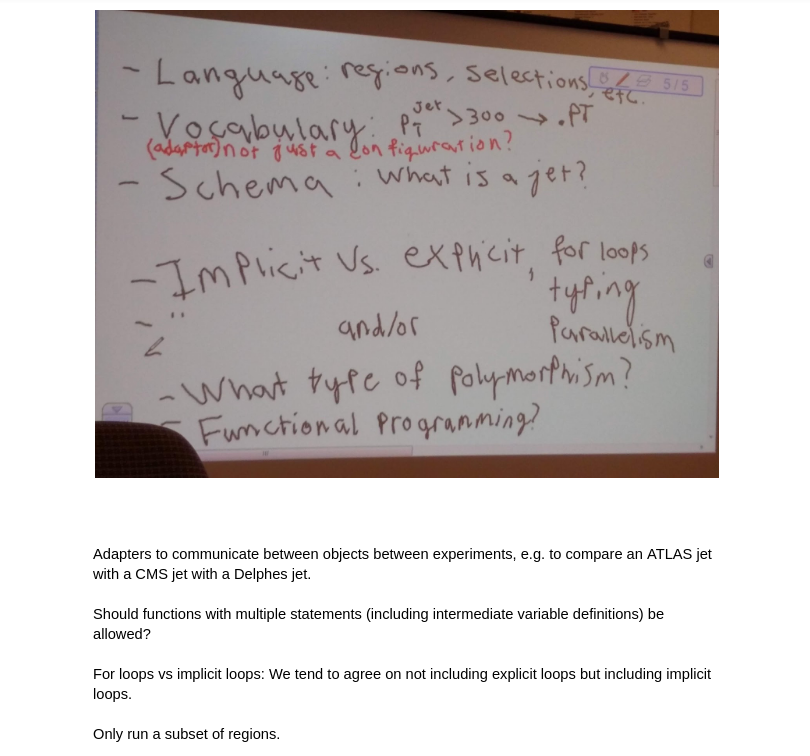 - Language: regions, selections, etc.
5/5
- Vocabulary: P_T^jet >300 → .PT
(adaptor) not just a configuration?
- Schema: What is a jet?
- Implicit vs. explicit, for loops
- " typing
and/or Parallelism
- What type of polymorphism?
- Functional Programming?
Adapters to communicate between objects between experiments, e.g. to compare an ATLAS jet
with a CMS jet with a Delphes jet.
Should functions with multiple statements (including intermediate variable definitions) be
allowed?
For loops vs implicit loops: We tend to agree on not including explicit loops but including implicit
loops.
Only run a subset of regions.